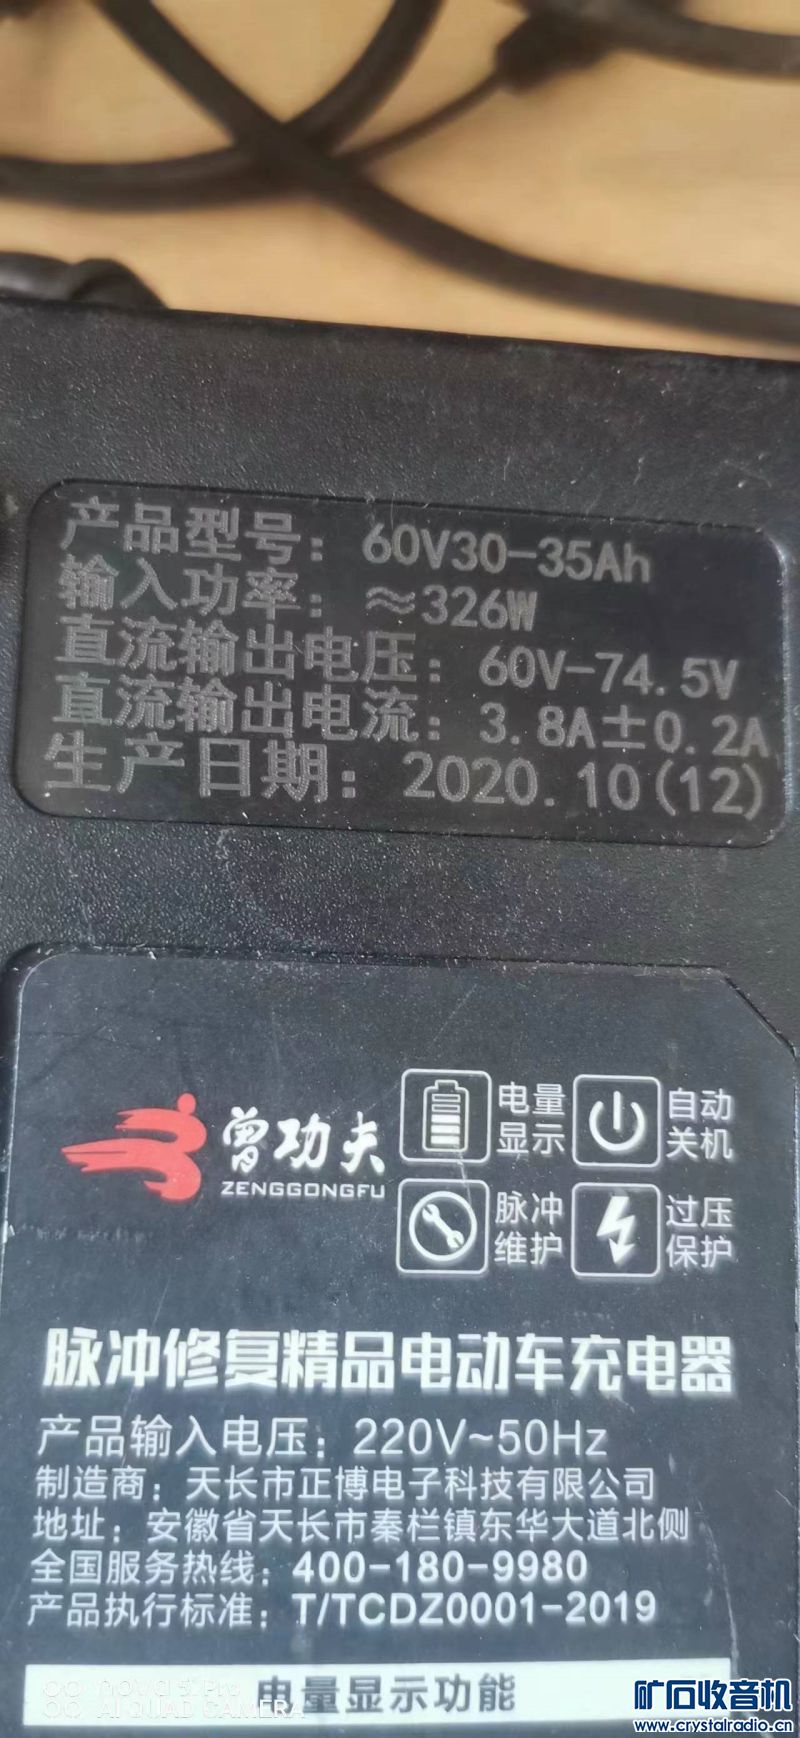 产品型号：60V30-35Ah
输入功率：≈326W
直流输出电压：60V-74.5V
直流输出电流：3.8A±0.2A
生产日期：2020.10(12)
曾功夫
ZENGGONGFU
电量显示
自动关机
脉冲维护
过压保护
脉冲修复精品电动车充电器
产品输入电压：220V~50Hz
制造商：天长市正博电子科技有限公司
地址：安徽省天长市秦栏镇东华大道北侧
全国服务热线：400-180-9980
产品执行标准：T/TCDZ0001-2019
电量显示功能
nova 5 Pro
AI QUAD CAMERA
矿石收音机
www.crystalradio.cn